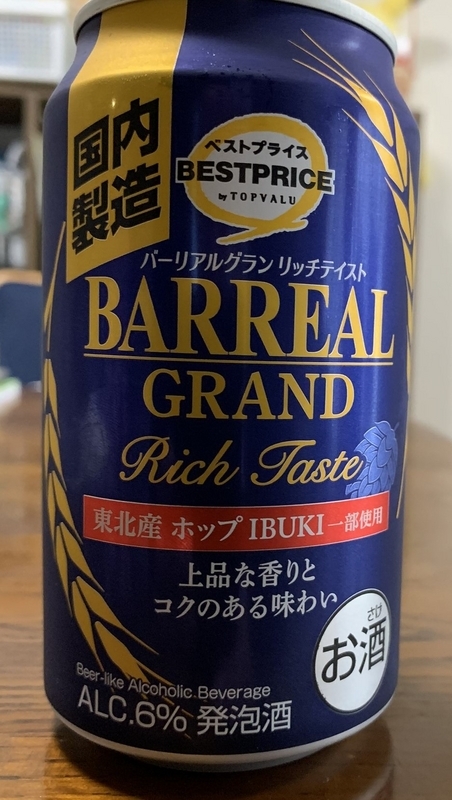 国内
製造
ベストプライス
BESTPRICE
by TOPVALU
バーリアルグラン リッチテイスト
BARREAL
GRAND
Rich Taste
東北産 ホップ IBUKI 一部使用
上品な香りと
コクのある味わい
さけ
お酒
Beer-like Alcoholic Beverage
ALC.6% 発泡酒